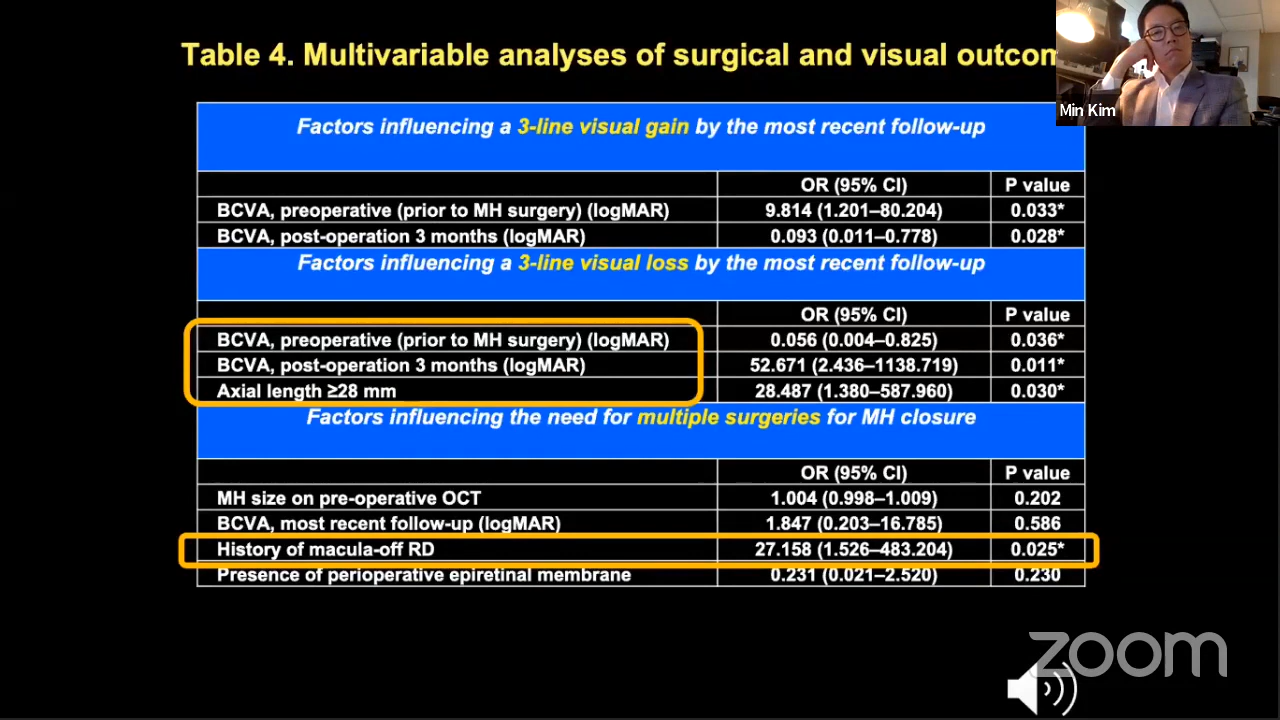 Table 4. Multivariable analyses of surgical and visual outcom
Min Kim
Factors influencing a 3-line visual gain by the most recent follow-up
OR (95% CI) P value
BCVA, preoperative (prior to MH surgery) (logMAR) 9.814 (1.201–80.204) 0.033*
BCVA, post-operation 3 months (logMAR) 0.093 (0.011–0.778) 0.028*
Factors influencing a 3-line visual loss by the most recent follow-up
OR (95% CI) P value
BCVA, preoperative (prior to MH surgery) (logMAR) 0.056 (0.004–0.825) 0.036*
BCVA, post-operation 3 months (logMAR) 52.671 (2.436–1138.719) 0.011*
Axial length ≥28 mm 28.487 (1.380–587.960) 0.030*
Factors influencing the need for multiple surgeries for MH closure
OR (95% CI) P value
MH size on pre-operative OCT 1.004 (0.998–1.009) 0.202
BCVA, most recent follow-up (logMAR) 1.847 (0.203–16.785) 0.586
History of macula-off RD 27.158 (1.526–483.204) 0.025*
Presence of perioperative epiretinal membrane 0.231 (0.021–2.520) 0.230
zoom